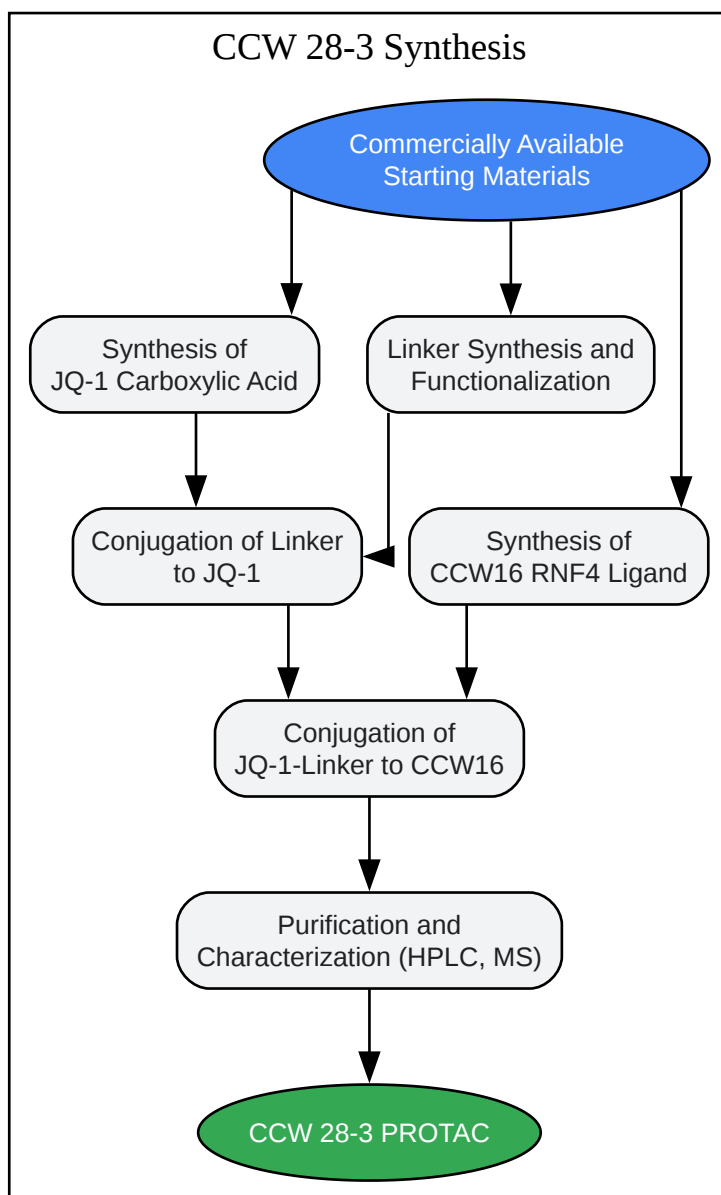 CCW 28-3 Synthesis
Commercially Available
Starting Materials
Synthesis of
JQ-1 Carboxylic Acid
Linker Synthesis and
Functionalization
Conjugation of Linker
to JQ-1
Synthesis of
CCW16 RNF4 Ligand
Conjugation of
JQ-1-Linker to CCW16
Purification and
Characterization (HPLC, MS)
CCW 28-3 PROTAC